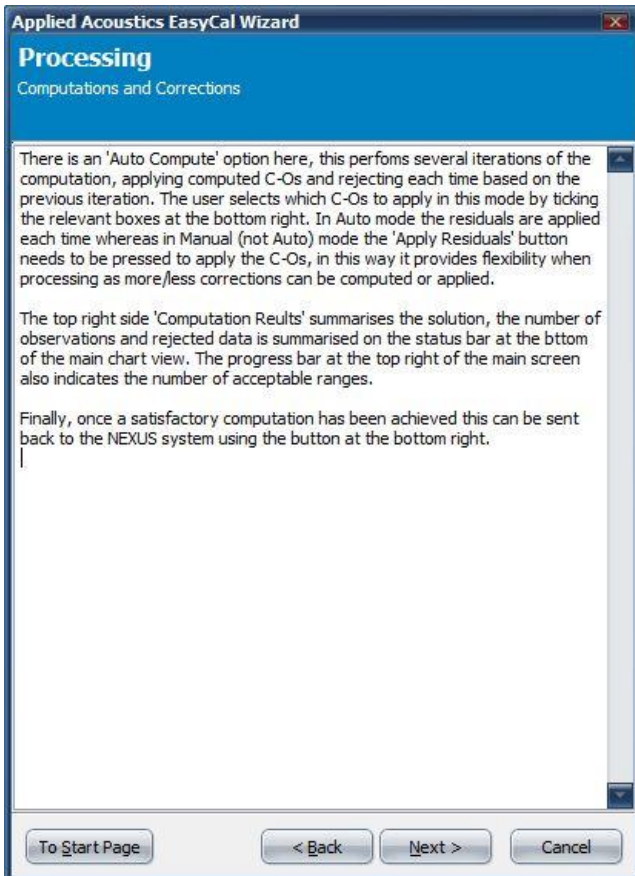 Applied Acoustics EasyCal Wizard
Processing
Computations and Corrections
There is an 'Auto Compute' option here, this perfoms several iterations of the
computation, applying computed C-Os and rejecting each time based on the
previous iteration. The user selects which C-Os to apply in this mode by ticking
the relevant boxes at the bottom right. In Auto mode the residuals are applied
each time whereas in Manual (not Auto) mode the 'Apply Residuals' button
needs to be pressed to apply the C-Os, in this way it provides flexibility when
processing as more/less corrections can be computed or applied.
The top right side 'Computation Reults' summarises the solution, the number of
observations and rejected data is summarised on the status bar at the bttom
of the main chart view. The progress bar at the top right of the main screen
also indicates the number of acceptable ranges.
Finally, once a satisfactory computation has been achieved this can be sent
back to the NEXUS system using the button at the bottom right.
To Start Page
< Back
Next >
Cancel